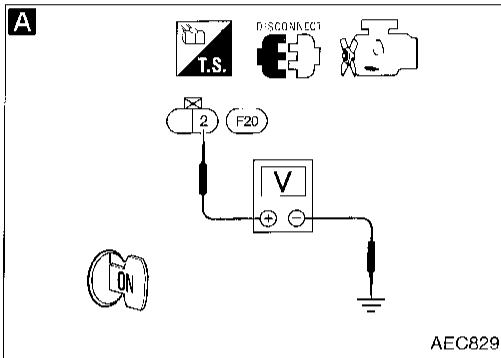 A
DISCONNECT
T.S.
2 F20
V
+ −
ON
AEC829